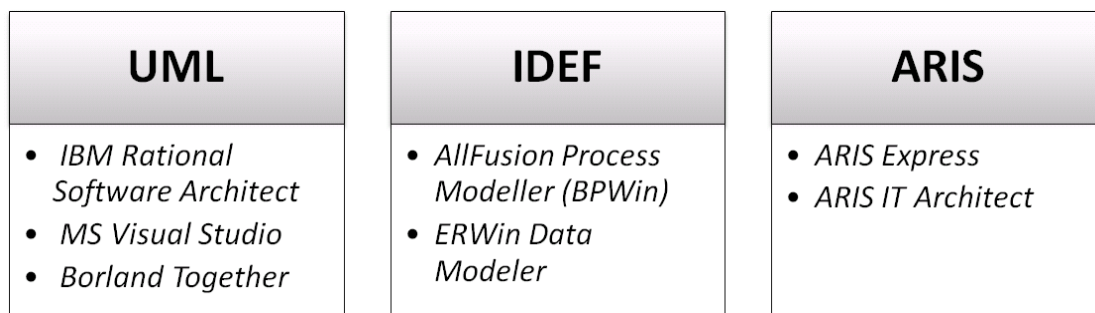 UML
• IBM Rational
Software Architect
• MS Visual Studio
• Borland Together
IDEF
• AllFusion Process
Modeller (BPWin)
• ERWin Data
Modeler
ARIS
• ARIS Express
• ARIS IT Architect